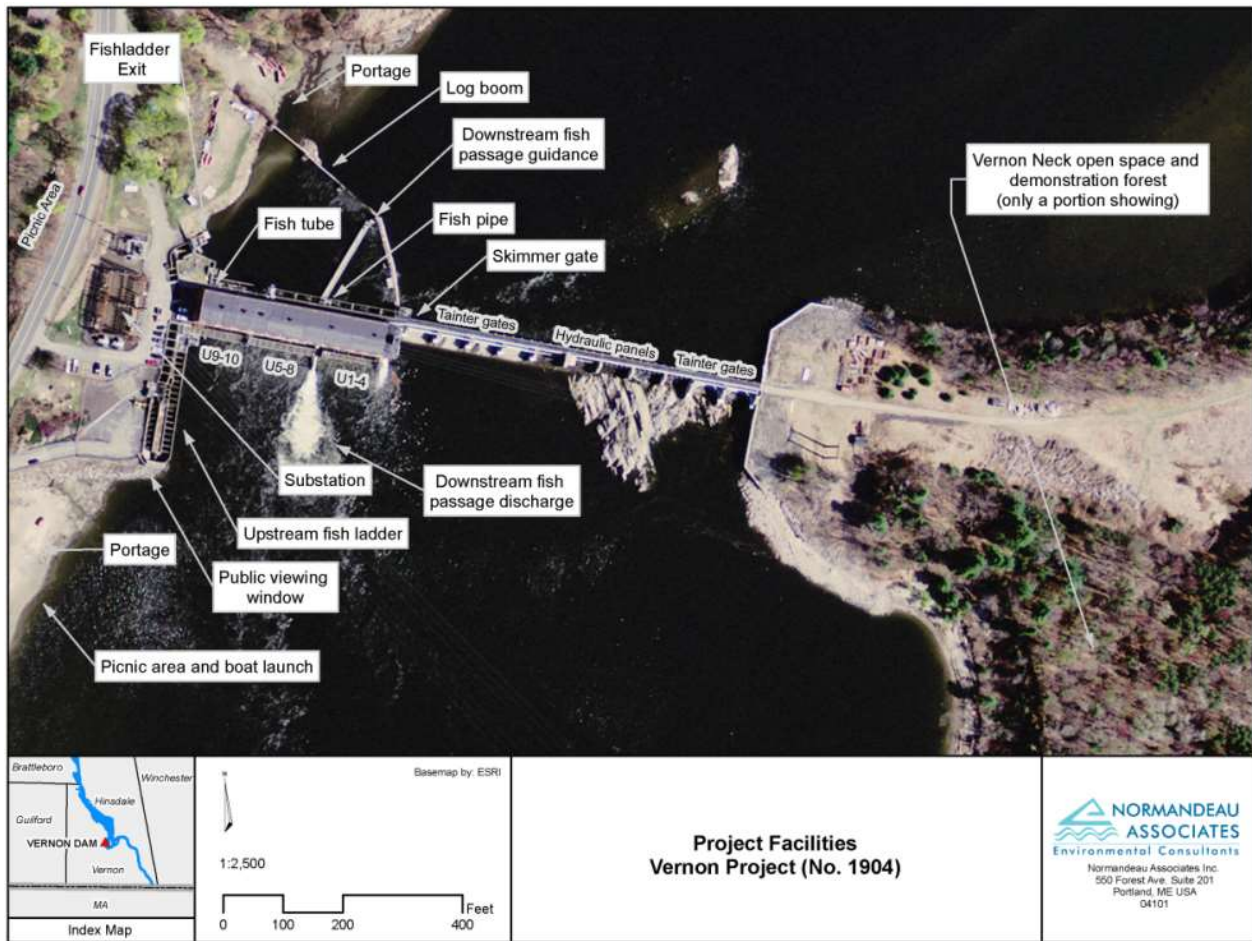 Fishladder
Exit
Portage
Log boom
Downstream fish
passage guidance
Vernon Neck open space and
demonstration forest
(only a portion showing)
Picnic Area
Fish tube
Fish pipe
Skimmer gate
Tainter gates
Hydraulic panels
Tainter gates
U9-10
U5-8
U1-4
Substation
Downstream fish
passage discharge
Upstream fish ladder
Portage
Public viewing
window
Picnic area and boat launch
Brattleboro
Winchester
Hinsdale
Guilford
VERNON DAM
Vernon
MA
Index Map
Basemap by: ESRI
N
1:2,500
Feet
0 100 200 400
Project Facilities
Vernon Project (No. 1904)
NORMANDEAU
ASSOCIATES
Environmental Consultants
Normandeau Associates Inc.
550 Forest Ave. Suite 201
Portland, ME USA
04101